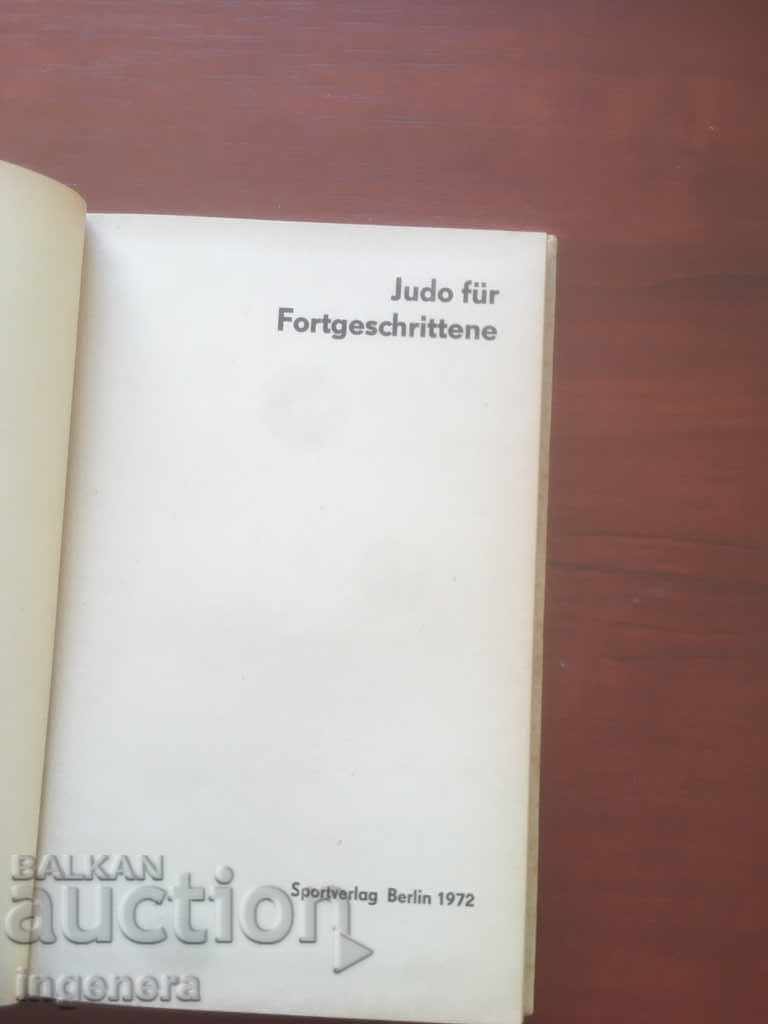 Judo für
Fortgeschrittene
Sportverlag Berlin 1972
BALKAN
auction
ingenera